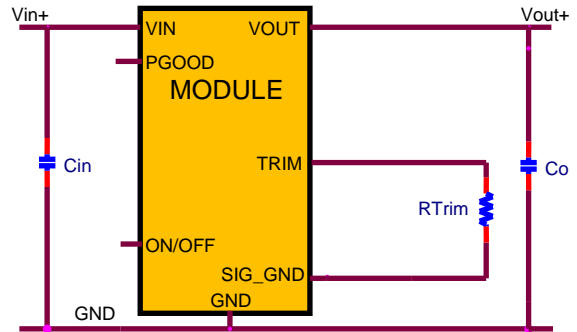 Vin+
Vout+
VIN
VOUT
PGOOD
MODULE
Cin
TRIM
Co
RTrim
ON/OFF
SIG_GND
GND
GND